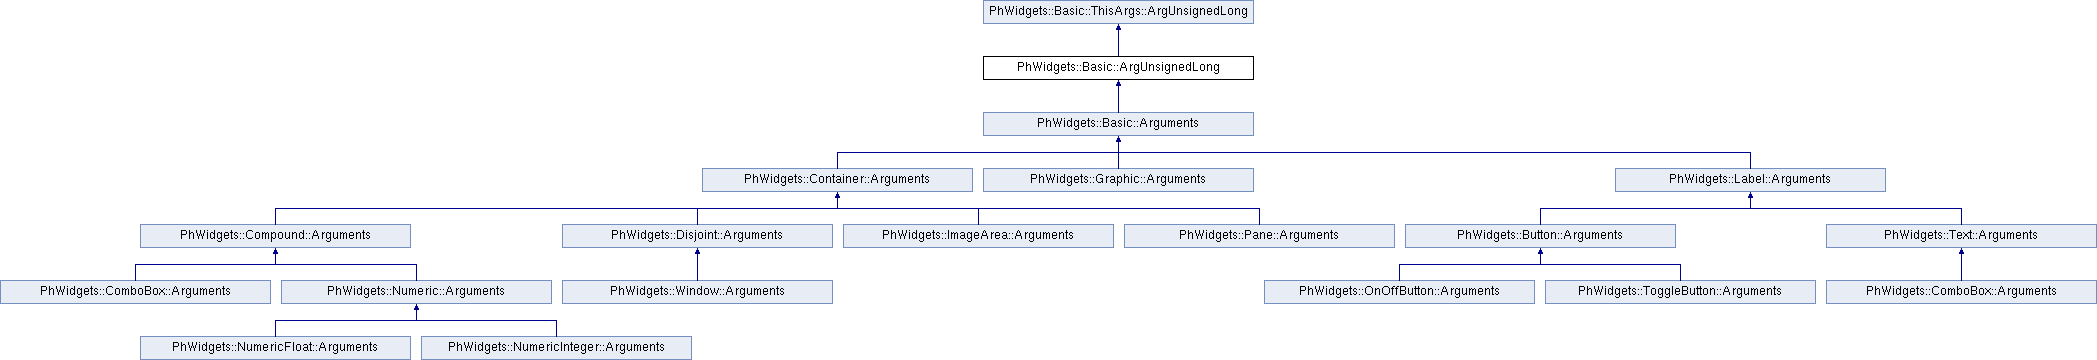 PhWidgets::Basic::ThisArgs::ArgUnsignedLong
PhWidgets::Basic::ArgUnsignedLong
PhWidgets::Basic::Arguments
PhWidgets::Container::Arguments
PhWidgets::Graphic::Arguments
PhWidgets::Label::Arguments
PhWidgets::Compound::Arguments
PhWidgets::Disjoint::Arguments
PhWidgets::ImageArea::Arguments
PhWidgets::Pane::Arguments
PhWidgets::Button::Arguments
PhWidgets::Text::Arguments
PhWidgets::ComboBox::Arguments
PhWidgets::Numeric::Arguments
PhWidgets::Window::Arguments
PhWidgets::OnOffButton::Arguments
PhWidgets::ToggleButton::Arguments
PhWidgets::ComboBox::Arguments
PhWidgets::NumericFloat::Arguments
PhWidgets::NumericInteger::Arguments